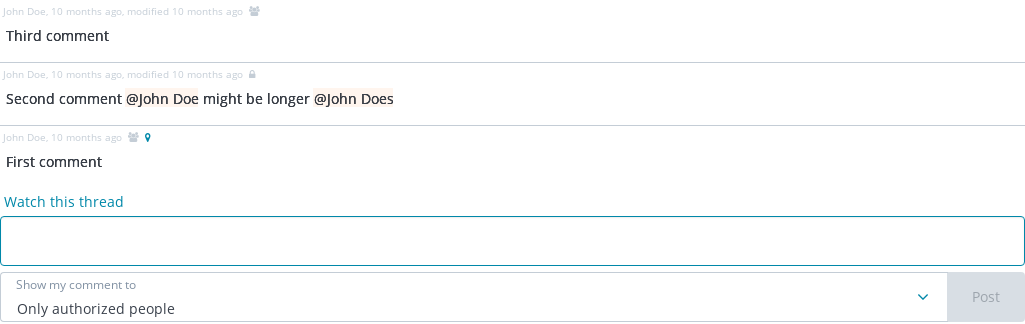 John Doe, 10 months ago, modified 10 months ago
Third comment
John Doe, 10 months ago, modified 10 months ago
Second comment @John Doe might be longer @John Does
John Doe, 10 months ago
First comment
Watch this thread
Show my comment to
Only authorized people
Post